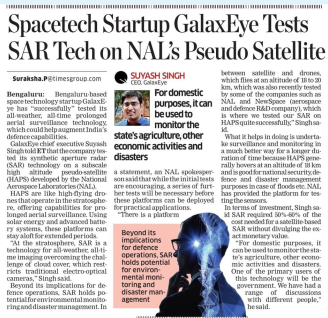 Spacetech Startup GalaxEye Tests
SAR Tech on NAL's Pseudo Satellite
Suraksha.P@timesgroup.com
Bengaluru: Bengaluru-based
space technology startup GalaxE-
ye has "successfully" tested its
all-weather, all-time prolonged
aerial surveillance technology,
which could help augment India's
defence capabilities.
GalaxEye chief executive Suyash
Singh told ET that the company tes-
ted its synthetic aperture radar
(SAR) technology on a subscale
high altitude pseudo-satellite
(HAPS) developed by the National
Aerospace Laboratories (NAL).
HAPS are like high-flying drones
that operate in the stratosphe-
re, offering capabilities for pro-
longed aerial surveillance. Using
solar energy and advanced batte-
ry systems, these platforms can
stay aloft for extended periods.
"At the stratosphere, SAR is a
technology for all-weather, all-ti-
me imaging overcoming the chal-
lenge of cloud cover, which rest-
ricts traditional electro-optical
cameras," Singh said.
Beyond its implications for de-
fence operations, SAR holds po-
tential for environmental monito-
ring and disaster management. In
SUYASH SINGH
CEO, GalaxEye
For domestic
purposes, it can
be used to
monitor the
state's agriculture, other
economic activities and
disasters
a statement, an NAL spokesper-
son said that while the initial tests
are encouraging, a series of fur-
ther tests will be necessary before
these platforms can be deployed
for practical applications.
"There is a platform
Beyond its
implications
for defence
operations, SAR
holds potential
for environ-
mental moni-
toring and
disaster man-
agement
between satellite and drones,
which flies at an altitude of 18 to 20
km, which was also recently tested
by some of the companies such as
NAL and NewSpace (aerospace
and defence R&D company), which
is where we tested our SAR on
HAPS quite successfully," Singh sa-
id.
What it helps in doing is underta-
ke surveillance and monitoring in
a much better way for a longer du-
ration of time because HAPS gene-
rally hovers at an altitude of 18 km
and is good for national security, de-
fence and disaster management
purposes in case of floods etc. NAL
has provided the platform for tes-
ting the sensors.
In terms of investment, Singh sa-
id SAR required 50%-60% of the
cost needed for a satellite-based
SAR without divulging the ex-
act monetary value.
"For domestic purposes, it
can be used to monitor the sta-
te's agriculture, other econo-
mic activities and disasters.
One of the primary users of
this technology will be the
government. We have had a
range of discussions
with different people,"
he said.